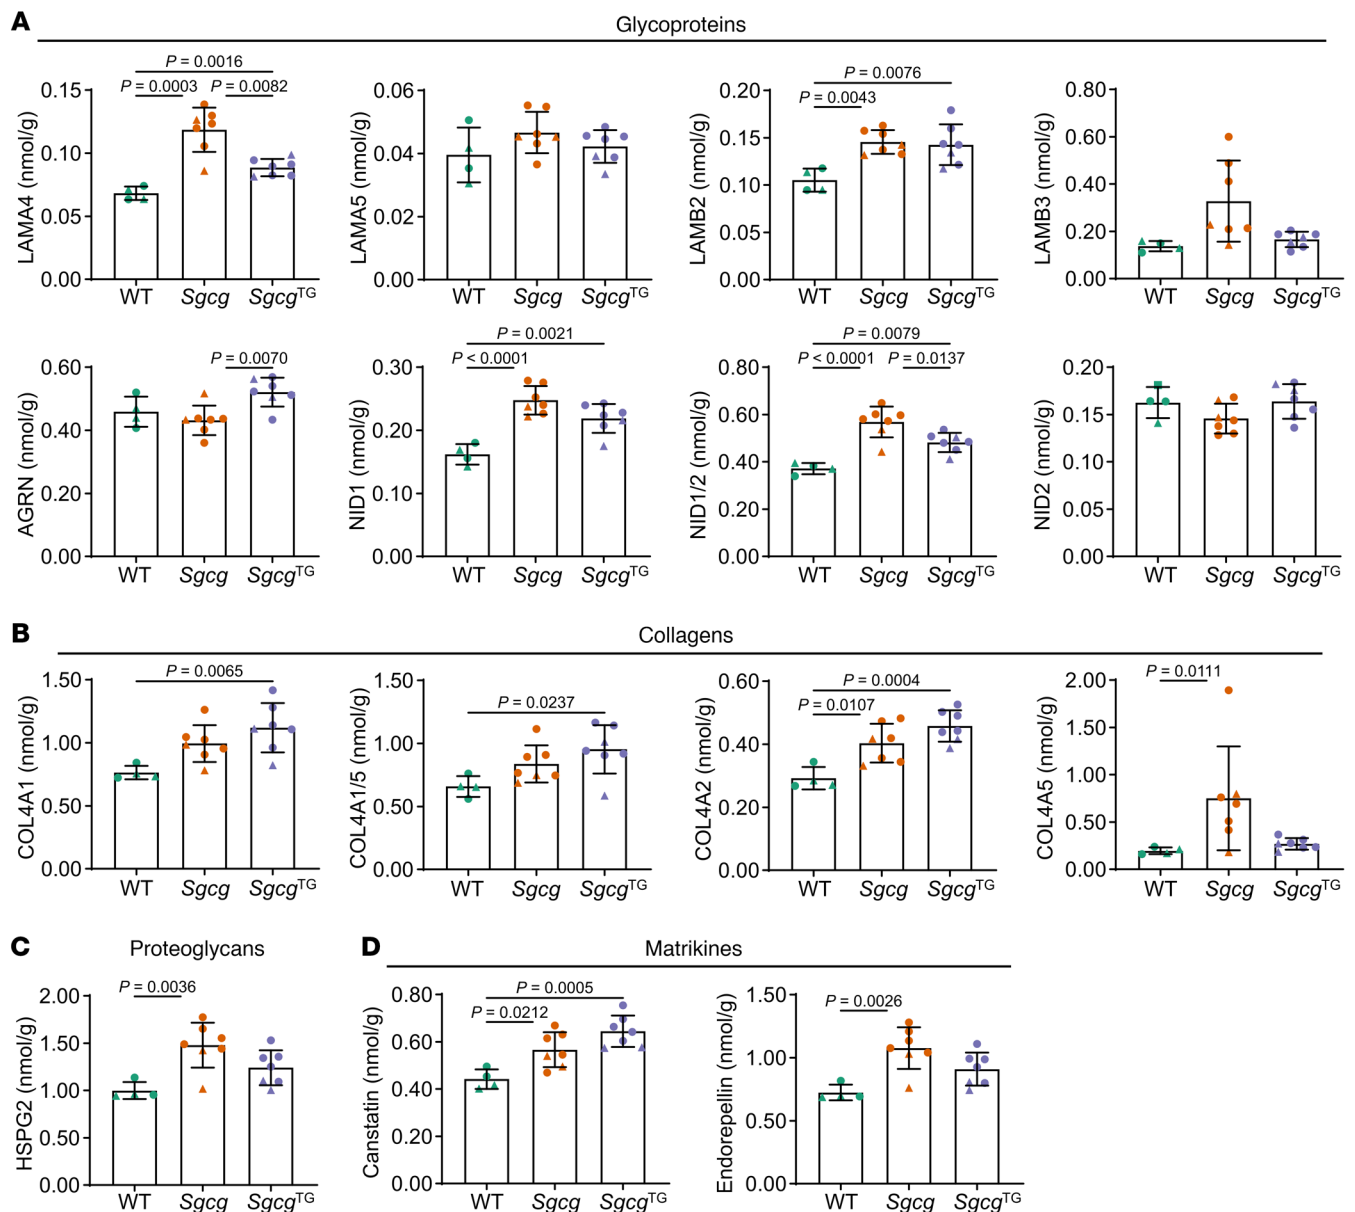 A
Glycoproteins
P = 0.0016
P = 0.0003 P = 0.0082
LAMA4 (nmol/g)
0.15
0.10
0.05
0.00
WT Sgcg SgcgTG
LAMA5 (nmol/g)
0.06
0.04
0.02
0.00
WT Sgcg SgcgTG
P = 0.0076
P = 0.0043
LAMB2 (nmol/g)
0.20
0.15
0.10
0.05
0.00
WT Sgcg SgcgTG
LAMB3 (nmol/g)
0.80
0.60
0.40
0.20
0.00
WT Sgcg SgcgTG
P = 0.0070
AGRN (nmol/g)
0.60
0.40
0.20
0.00
WT Sgcg SgcgTG
P = 0.0021
P < 0.0001
NID1 (nmol/g)
0.30
0.20
0.10
0.00
WT Sgcg SgcgTG
P = 0.0079
P < 0.0001 P = 0.0137
NID1/2 (nmol/g)
0.80
0.60
0.40
0.20
0.00
WT Sgcg SgcgTG
NID2 (nmol/g)
0.20
0.15
0.10
0.05
0.00
WT Sgcg SgcgTG
B
Collagens
P = 0.0065
COL4A1 (nmol/g)
1.50
1.00
0.50
0.00
WT Sgcg SgcgTG
P = 0.0237
COL4A1/5 (nmol/g)
1.50
1.00
0.50
0.00
WT Sgcg SgcgTG
P = 0.0004
P = 0.0107
COL4A2 (nmol/g)
0.60
0.40
0.20
0.00
WT Sgcg SgcgTG
P = 0.0111
COL4A5 (nmol/g)
2.00
1.50
1.00
0.50
0.00
WT Sgcg SgcgTG
C
Proteoglycans
P = 0.0036
HSPG2 (nmol/g)
2.00
1.50
1.00
0.50
0.00
WT Sgcg SgcgTG
D
Matrikines
P = 0.0005
P = 0.0212
Canstatin (nmol/g)
0.80
0.60
0.40
0.20
0.00
WT Sgcg SgcgTG
P = 0.0026
Endorepellin (nmol/g)
1.50
1.00
0.50
0.00
WT Sgcg SgcgTG